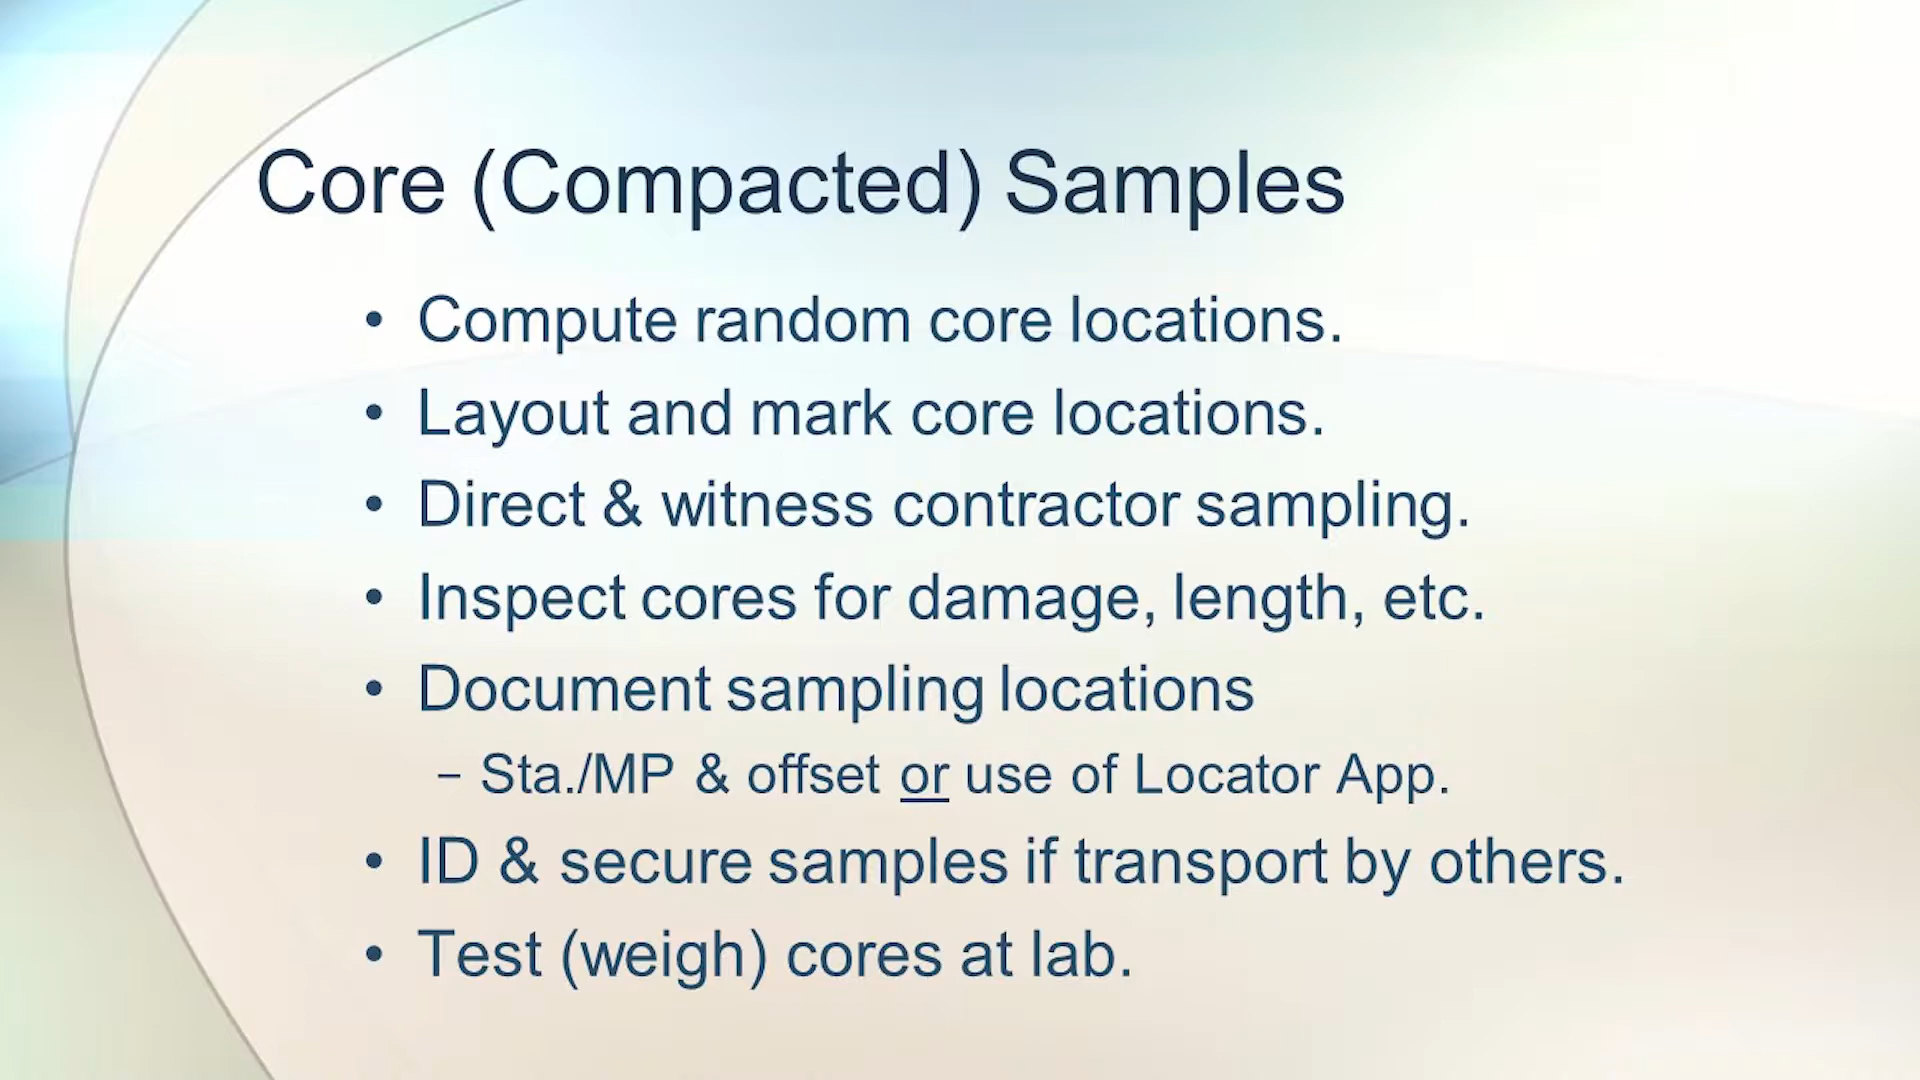 Core (Compacted) Samples
• Compute random core locations.
• Layout and mark core locations.
• Direct & witness contractor sampling.
• Inspect cores for damage, length, etc.
• Document sampling locations
– Sta./MP & offset or use of Locator App.
• ID & secure samples if transport by others.
• Test (weigh) cores at lab.